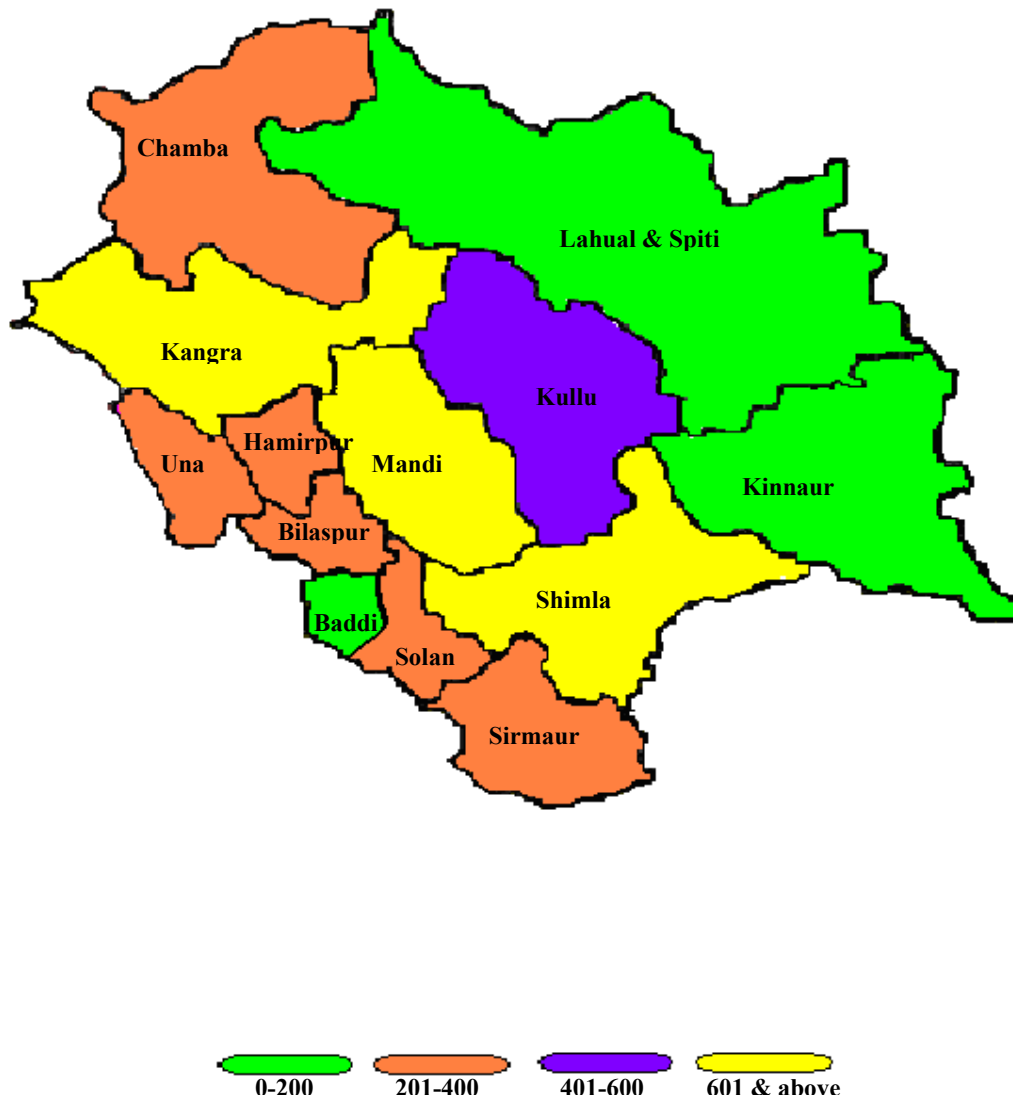 Chamba
Lahual & Spiti
Kangra
Kullu
Hamirpur
Una
Mandi
Kinnaur
Bilaspur
Shimla
Baddi
Solan
Sirmaur
0-200
201-400
401-600
601 & above